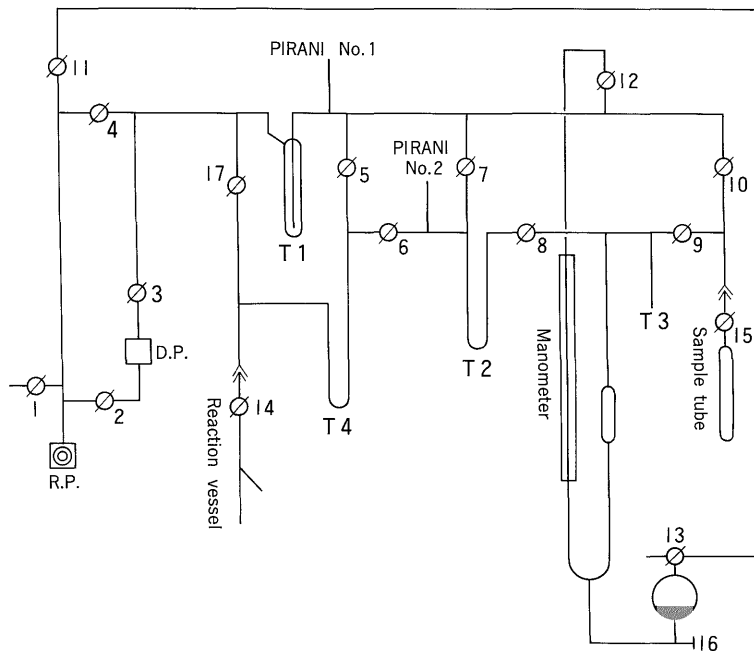 PIRANI No.1
11
12
4
PIRANI
No.2
17
5
7
10
T1
6
8
9
3
T3
D.P.
Manometer
Sample tube
15
T2
1
2
Reaction vessel
14
T4
R.P.
13
16